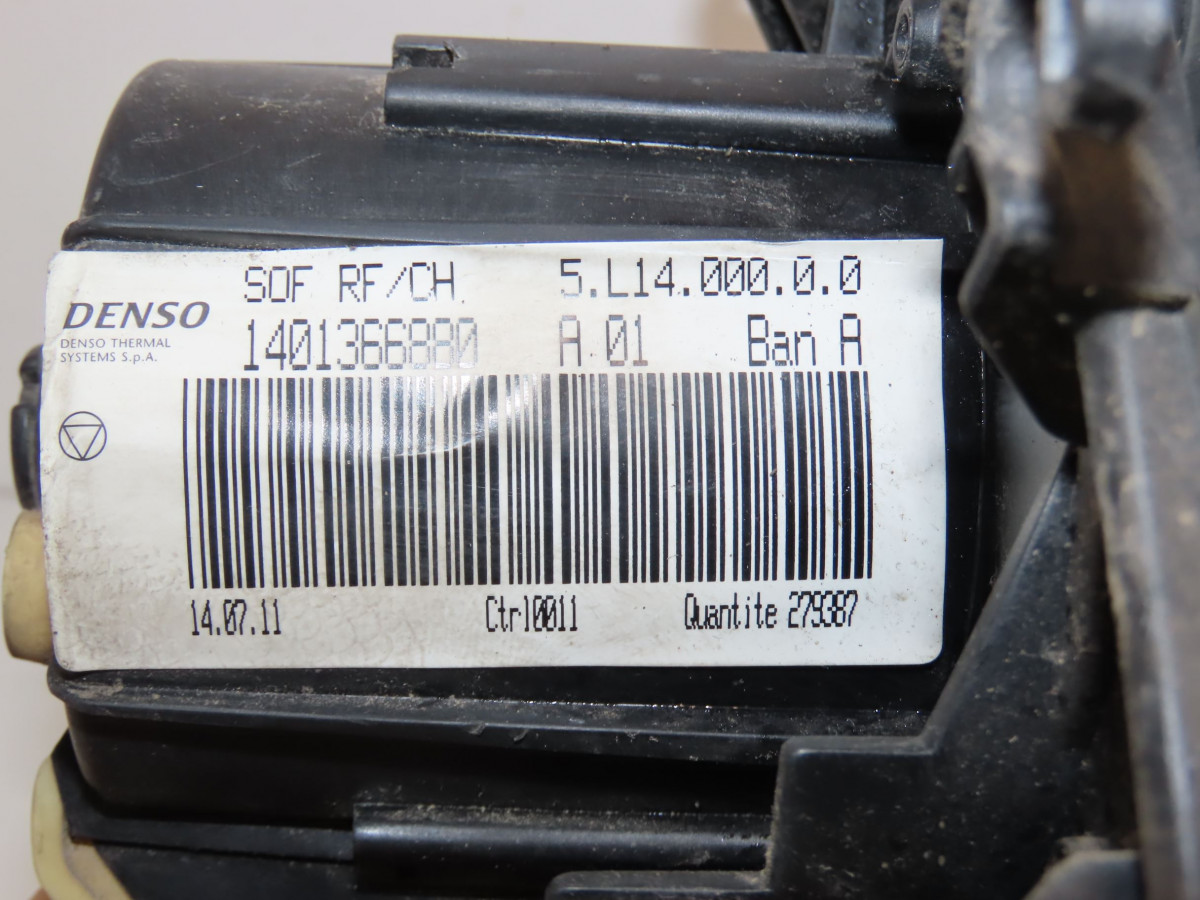 SOF RF/CH. 5.L14.000.0.0
DENSO
DENSO THERMAL
SYSTEMS S.p.A.
1401366880 A 01 Ban A
14.07.11 Ctrl0011 Quantite 279387